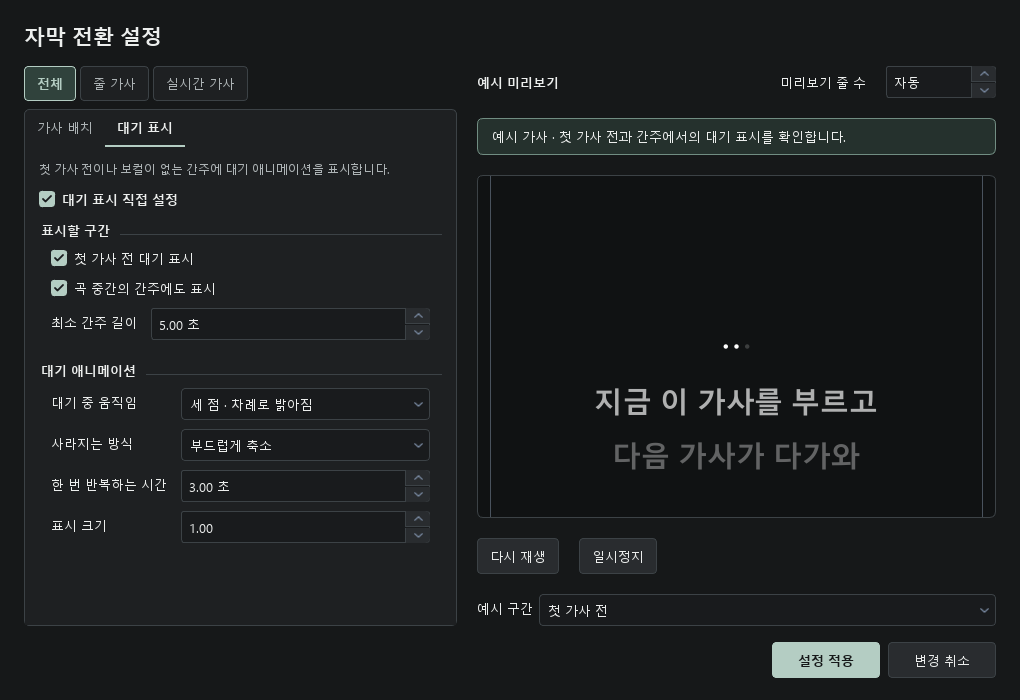 자막 전환 설정
전체
줄 가사
실시간 가사
가사 배치
대기 표시
첫 가사 전이나 보컬이 없는 간주에 대기 애니메이션을 표시합니다.
대기 표시 직접 설정
표시할 구간
첫 가사 전 대기 표시
곡 중간의 간주에도 표시
최소 간주 길이
5.00 초
대기 애니메이션
대기 중 움직임
세 점 · 차례로 밝아짐
사라지는 방식
부드럽게 축소
한 번 반복하는 시간
3.00 초
표시 크기
1.00
예시 미리보기
미리보기 줄 수
자동
예시 가사 · 첫 가사 전과 간주에서의 대기 표시를 확인합니다.
지금 이 가사를 부르고
다음 가사가 다가와
다시 재생
일시정지
예시 구간
첫 가사 전
설정 적용
변경 취소